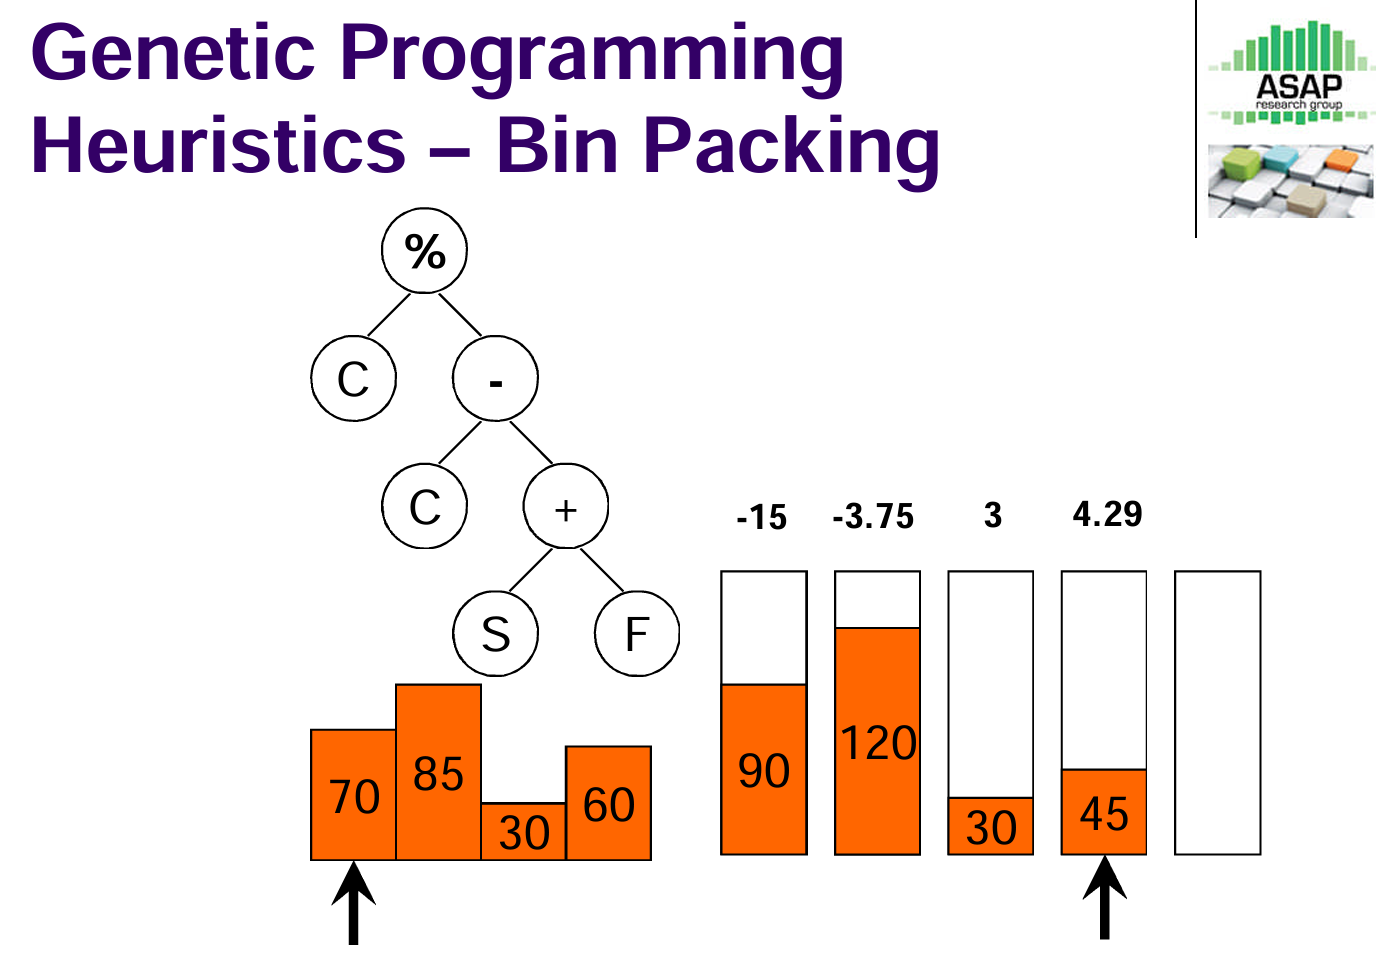 Genetic Programming
Heuristics – Bin Packing
ASAP
research group
%
C
-
C
+
S
F
-15 -3.75 3 4.29
70 85 30 60
90 120 30 45